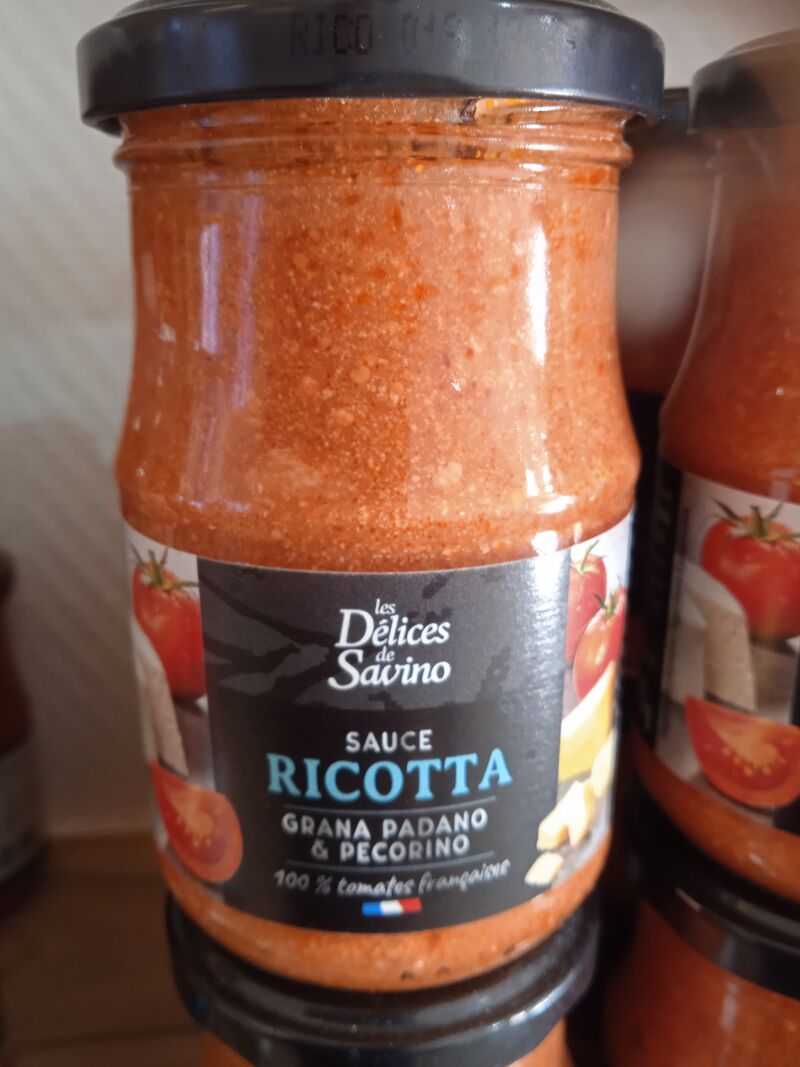 les
Délices
de
Savino
SAUCE
RICOTTA
GRANA PADANO
& PECORINO
100 % tomates françaises